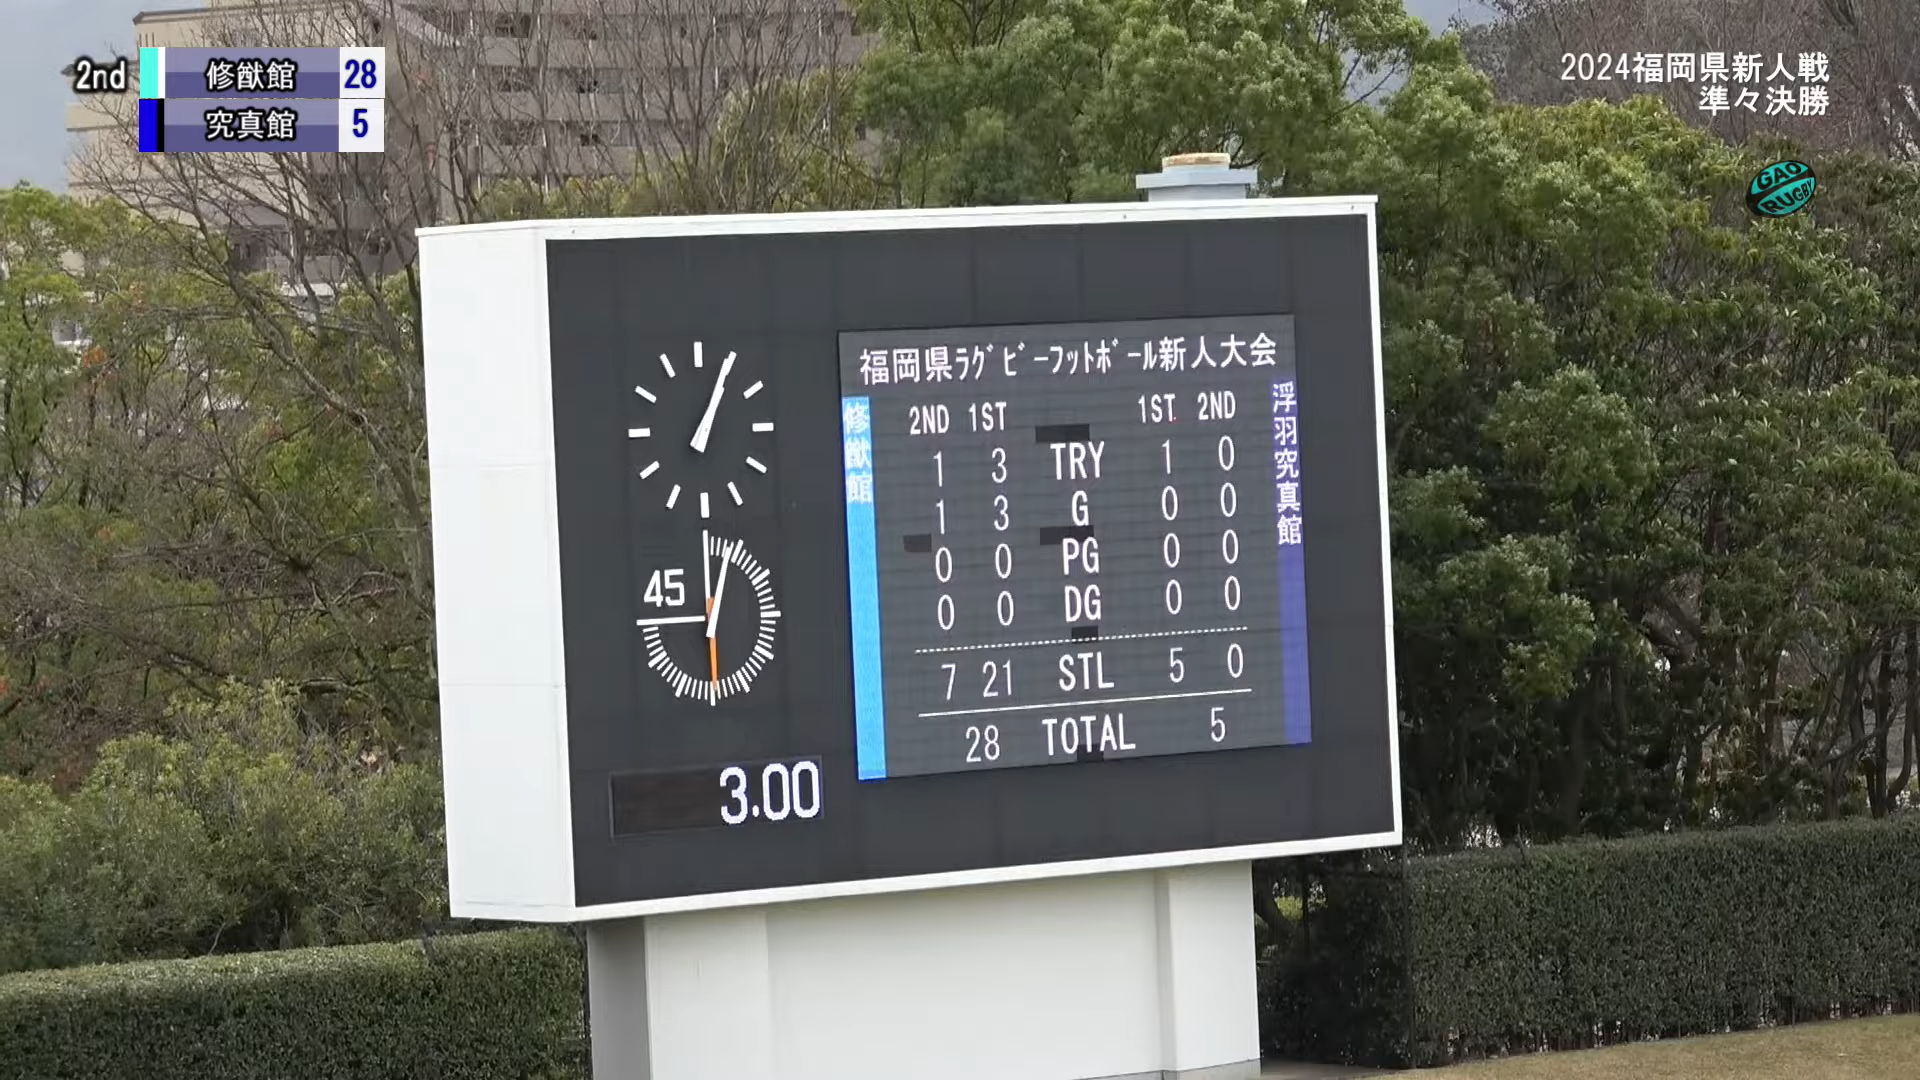 2nd 修猷館 28
究真館 5
2024福岡県新人戦
準々決勝
GAO
RUGBY
福岡県ラグビーフットボール新人大会
修猷館
浮羽究真館
2ND 1ST 1ST 2ND
1 3 TRY 1 0
1 3 G 0 0
0 0 PG 0 0
0 0 DG 0 0
7 21 STL 5 0
28 TOTAL 5
45
3.00